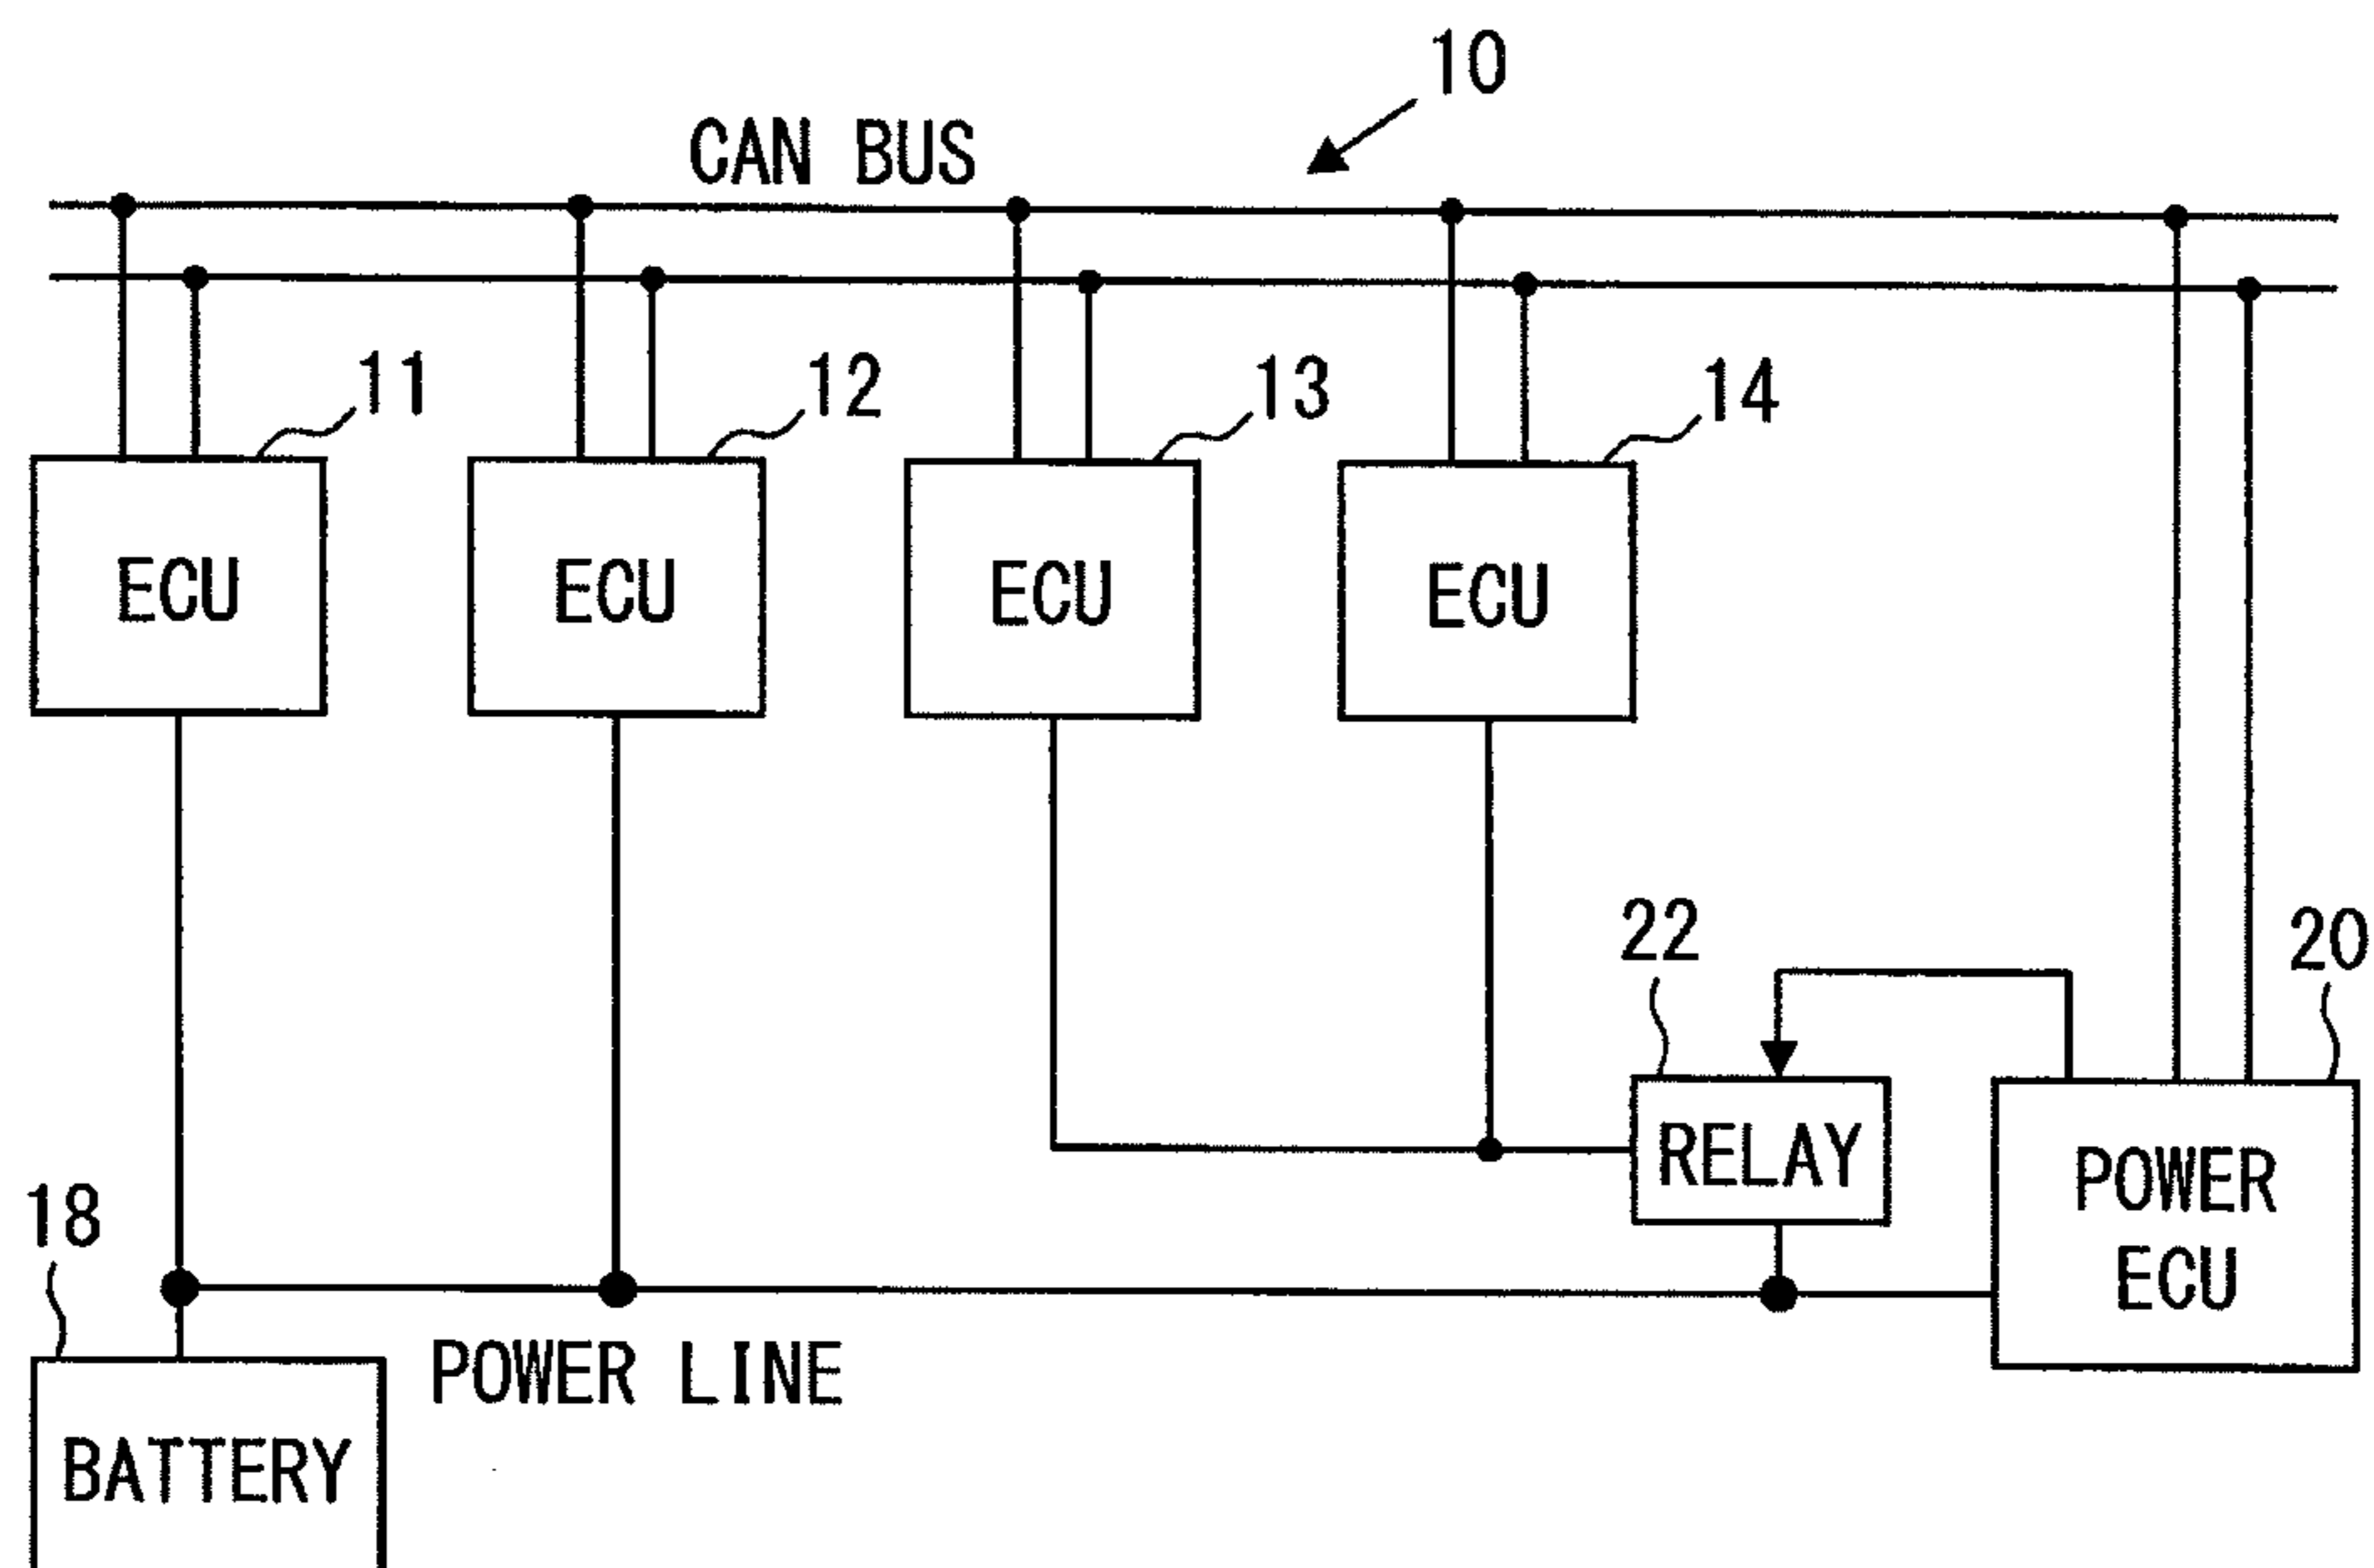 10
CAN BUS
11
12
13
14
ECU
ECU
ECU
ECU
22
20
RELAY
POWER
ECU
18
POWER LINE
BATTERY